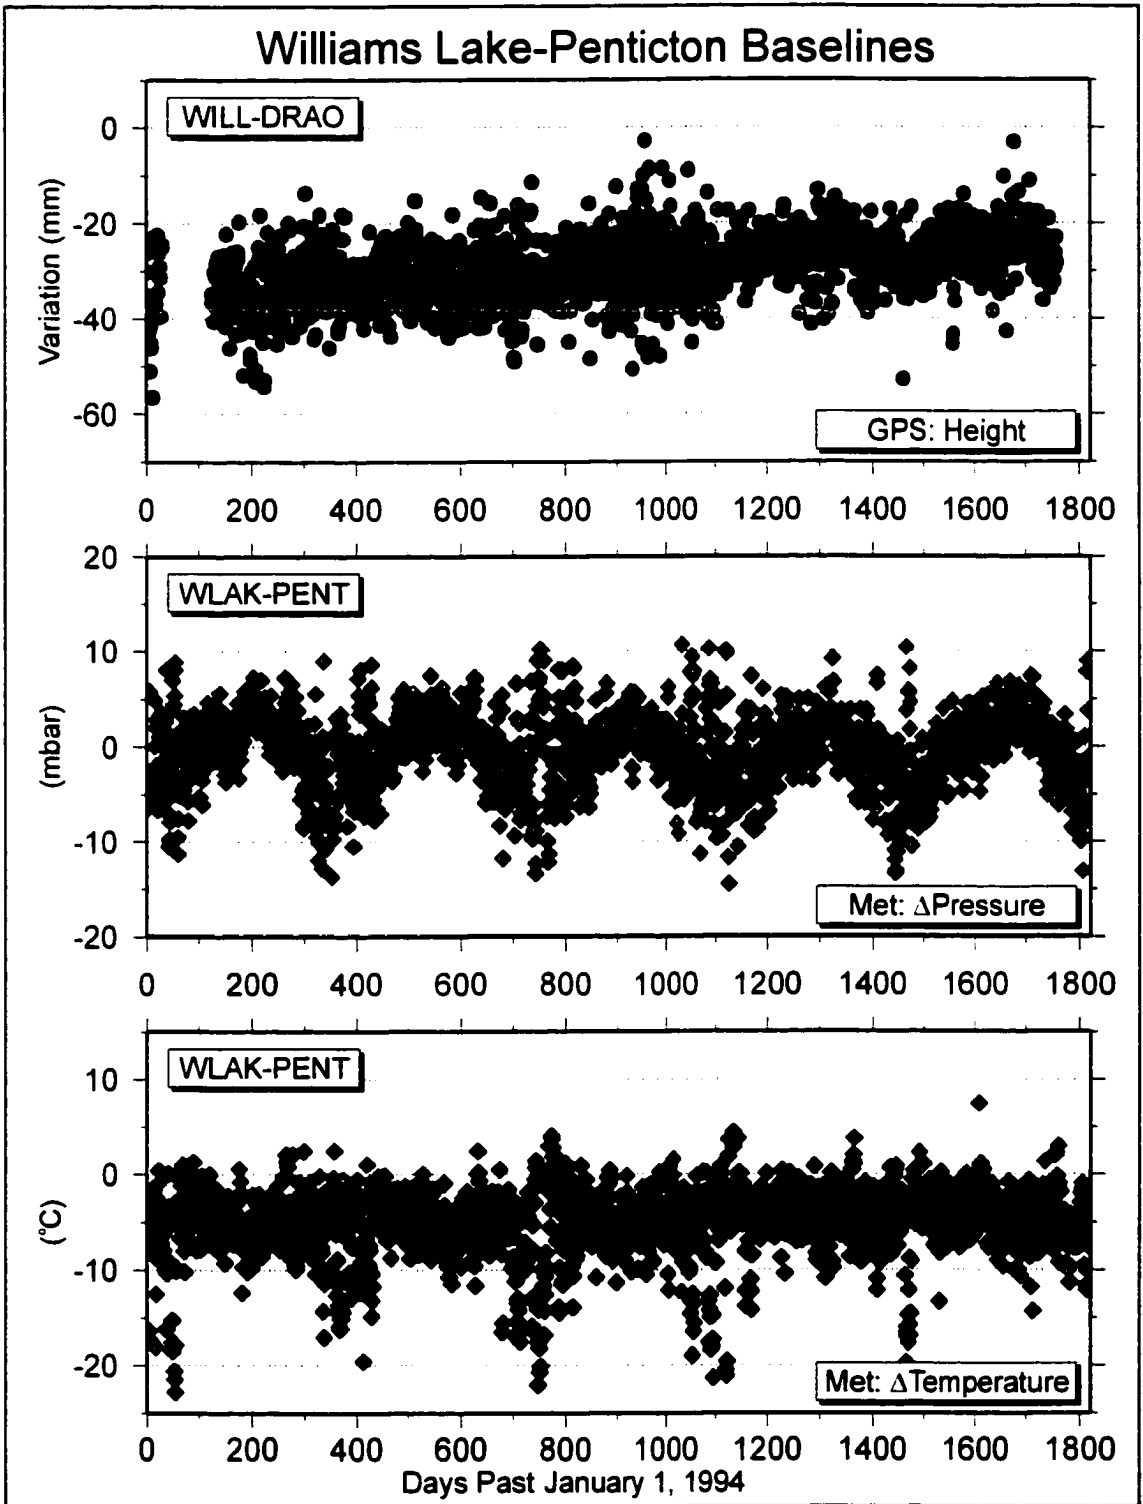 Williams Lake-Penticton Baselines
WILL-DRAO
0
-20
-40
-60
Variation (mm)
GPS: Height
0 200 400 600 800 1000 1200 1400 1600 1800
20
10
0
-10
-20
(mbar)
WLAK-PENT
Met: ΔPressure
0 200 400 600 800 1000 1200 1400 1600 1800
10
0
-10
-20
(°C)
WLAK-PENT
Met: ΔTemperature
0 200 400 600 800 1000 1200 1400 1600 1800
Days Past January 1, 1994